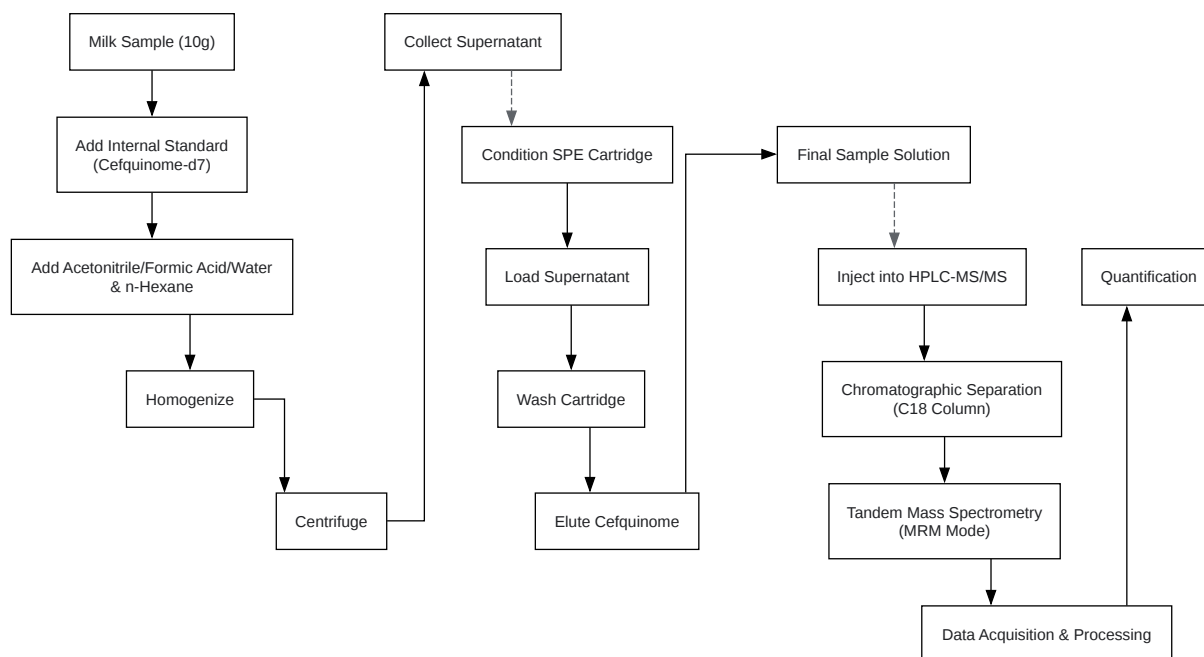 Milk Sample (10g)
Add Internal Standard
(Cefquinome-d7)
Add Acetonitrile/Formic Acid/Water
& n-Hexane
Homogenize
Centrifuge
Collect Supernatant
Condition SPE Cartridge
Load Supernatant
Wash Cartridge
Elute Cefquinome
Final Sample Solution
Inject into HPLC-MS/MS
Chromatographic Separation
(C18 Column)
Tandem Mass Spectrometry
(MRM Mode)
Data Acquisition & Processing
Quantification